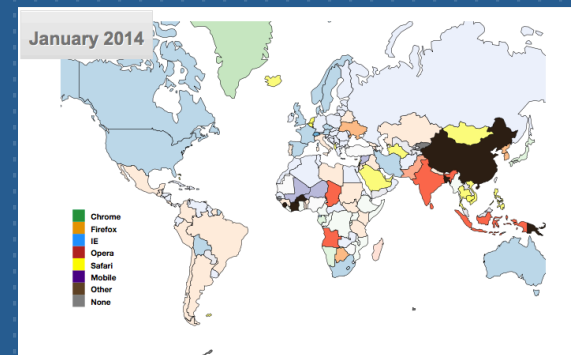 January 2014
Chrome
Firefox
IE
Opera
Safari
Mobile
Other
None